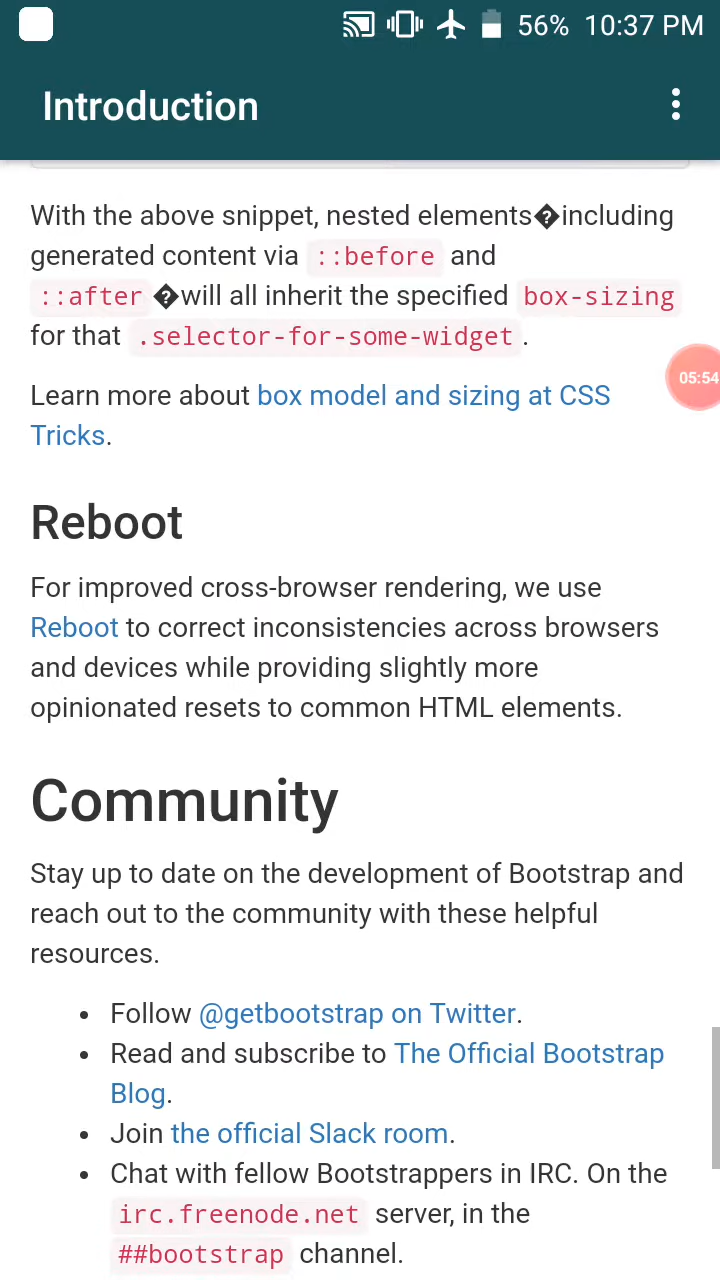 56% 10:37 PM
Introduction
With the above snippet, nested elements�including
generated content via ::before and
::after �will all inherit the specified box-sizing
for that .selector-for-some-widget .
05:54
Learn more about box model and sizing at CSS
Tricks.
Reboot
For improved cross-browser rendering, we use
Reboot to correct inconsistencies across browsers
and devices while providing slightly more
opinionated resets to common HTML elements.
Community
Stay up to date on the development of Bootstrap and
reach out to the community with these helpful
resources.
• Follow @getbootstrap on Twitter.
• Read and subscribe to The Official Bootstrap
Blog.
• Join the official Slack room.
• Chat with fellow Bootstrappers in IRC. On the
irc.freenode.net server, in the
##bootstrap channel.